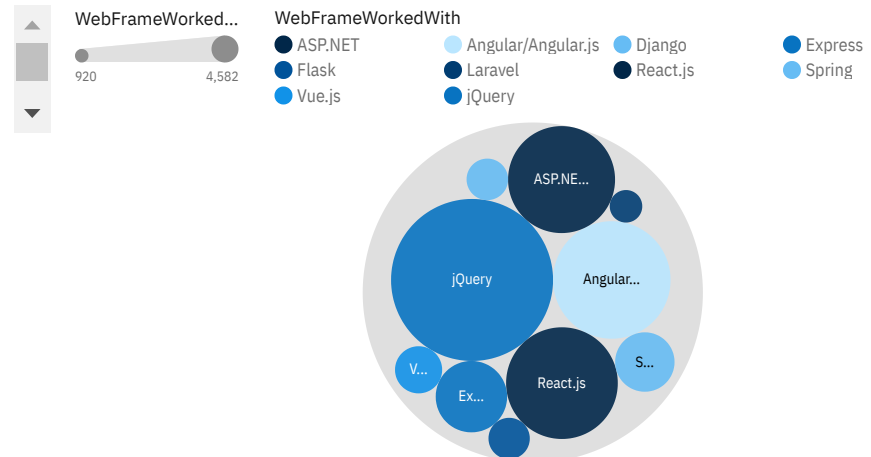 WebFrameWorked...
920 4,582
WebFrameWorkedWith
ASP.NET Angular/Angular.js Django Express
Flask Laravel React.js Spring
Vue.js jQuery
ASP.NE...
jQuery
Angular...
S...
V...
React.js
Ex...